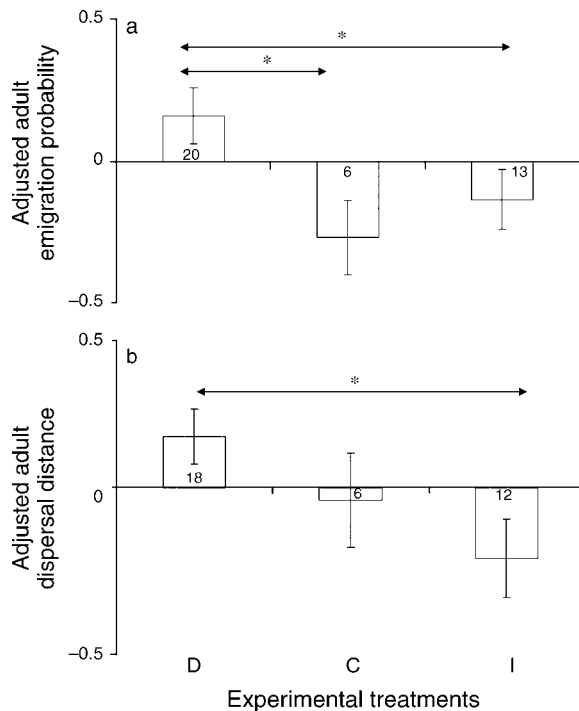 0.5
a
*
*
Adjusted adult
emigration probability
20
6
13
0
−0.5
0.5
b
*
Adjusted adult
dispersal distance
18
6
12
0
−0.5
D C I
Experimental treatments